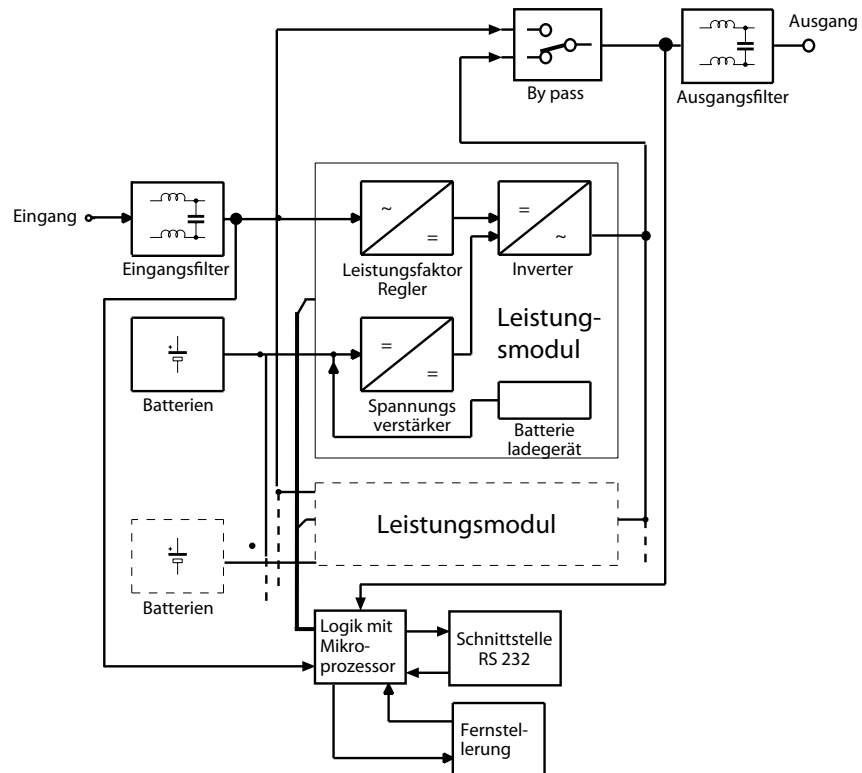 Ausgang
By pass
Ausgangsfilter
Eingang
Eingangsfilter
~
=
Leistungsfaktor
Regler
=
~
Inverter
Leistung-
smodul
+
Batterien
=
=
Spannungs
verstärker
Batterie
ladegerät
Leistungsmodul
+
Batterien
Logik mit
Mikro-
prozessor
Schnittstelle
RS 232
Fernstel-
lerung